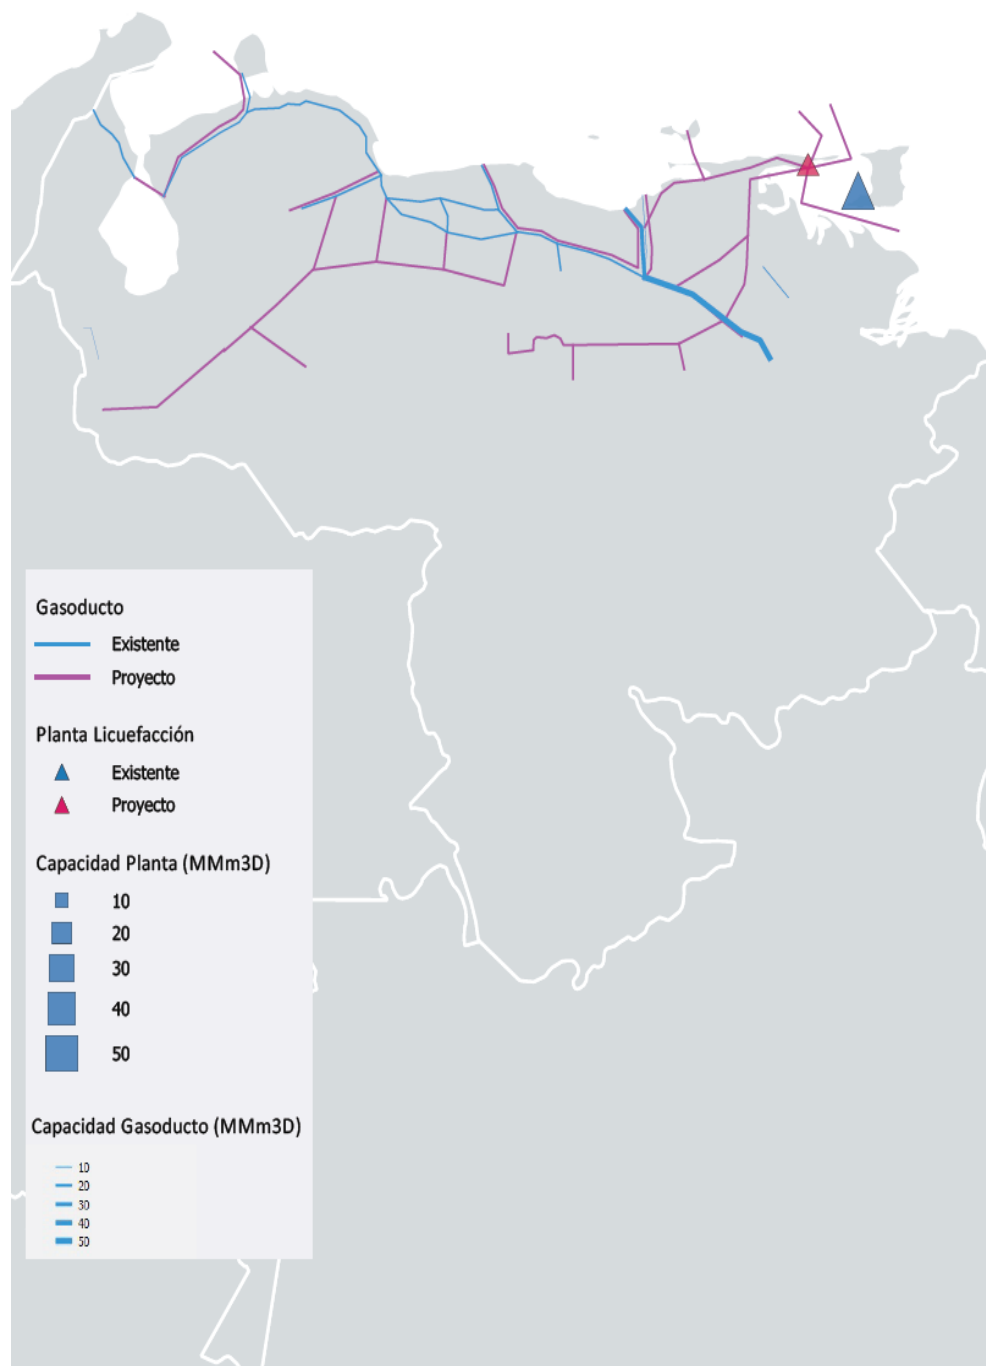 Gasoducto
Existente
Proyecto
Planta Licuefacción
Existente
Proyecto
Capacidad Planta (MMm3D)
10
20
30
40
50
Capacidad Gasoducto (MMm3D)
10
20
30
40
50